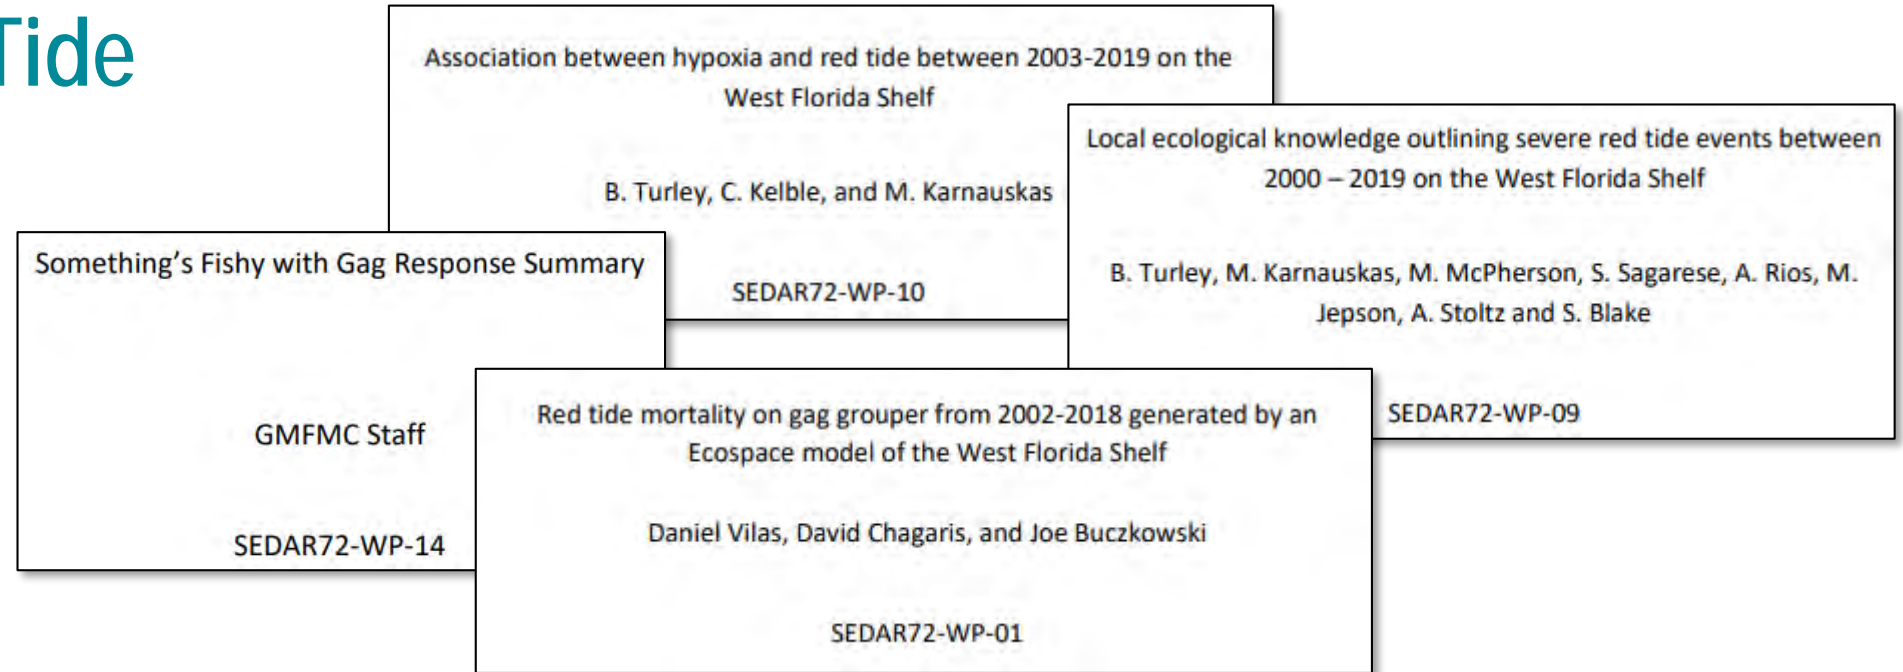 Tide
Association between hypoxia and red tide between 2003-2019 on the
West Florida Shelf
B. Turley, C. Kelble, and M. Karnauskas
SEDAR72-WP-10
Local ecological knowledge outlining severe red tide events between
2000 – 2019 on the West Florida Shelf
B. Turley, M. Karnauskas, M. McPherson, S. Sagarese, A. Rios, M.
Jepson, A. Stoltz and S. Blake
SEDAR72-WP-09
Something's Fishy with Gag Response Summary
GMFMC Staff
SEDAR72-WP-14
Red tide mortality on gag grouper from 2002-2018 generated by an
Ecospace model of the West Florida Shelf
Daniel Vilas, David Chagaris, and Joe Buczkowski
SEDAR72-WP-01